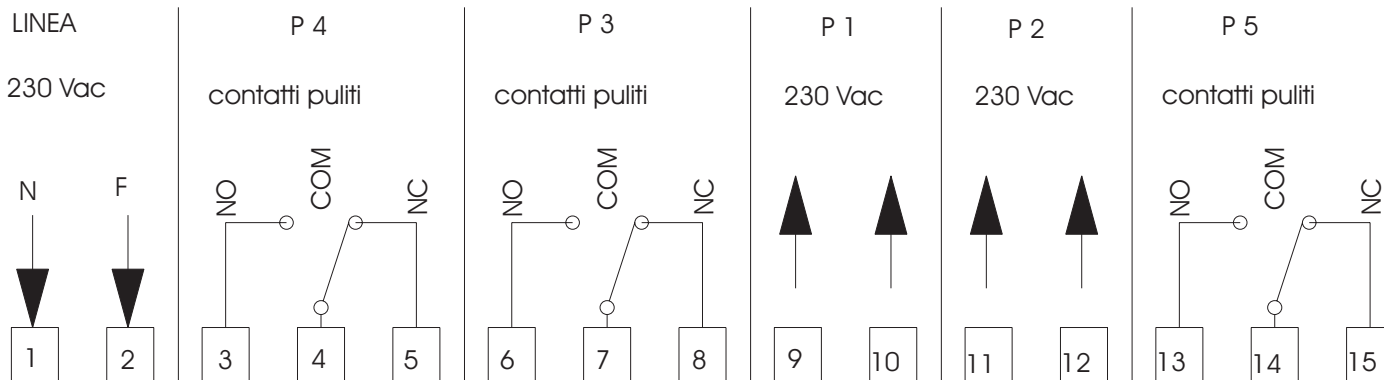 LINEA
P 4
P 3
P 1
P 2
P 5
230 Vac
contatti puliti
contatti puliti
230 Vac
230 Vac
contatti puliti
N
F
NO
COM
NC
NO
COM
NC
NO
COM
NC
1
2
3
4
5
6
7
8
9
10
11
12
13
14
15